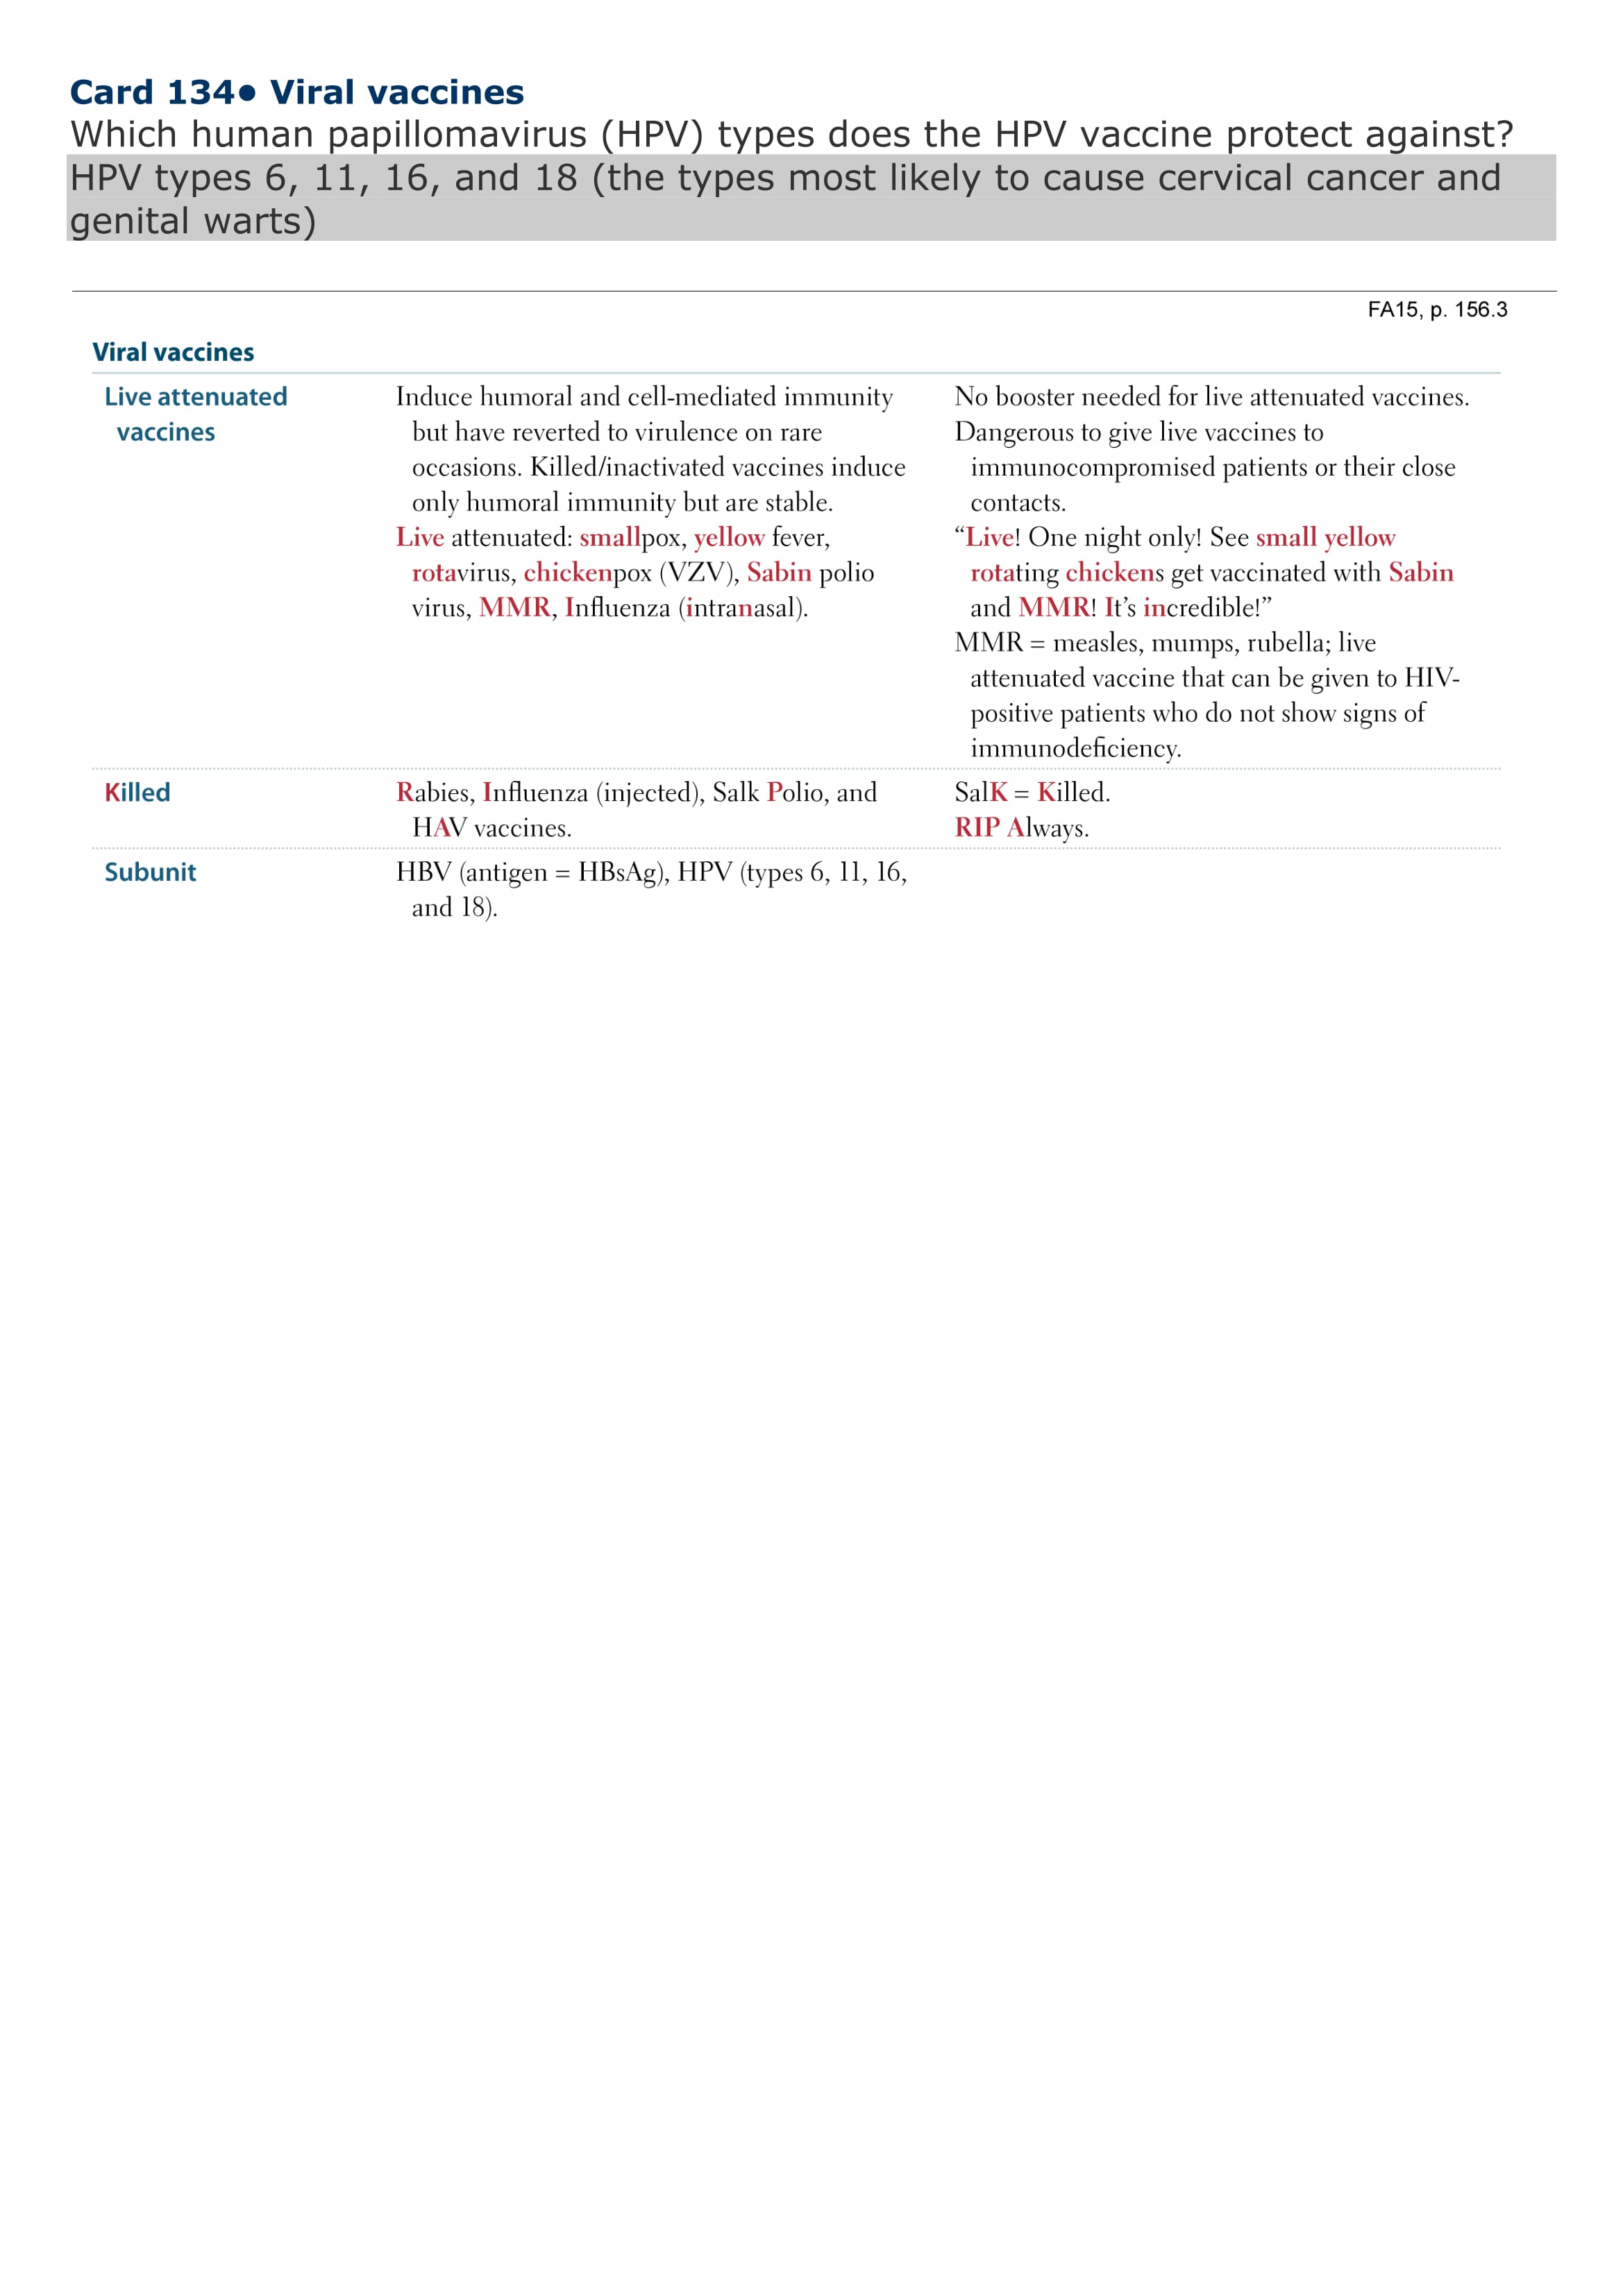 Card 134● Viral vaccines
Which human papillomavirus (HPV) types does the HPV vaccine protect against?
HPV types 6, 11, 16, and 18 (the types most likely to cause cervical cancer and
genital warts)
FA15, p. 156.3
Viral vaccines
Live attenuated
vaccines
Induce humoral and cell-mediated immunity
but have reverted to virulence on rare
occasions. Killed/inactivated vaccines induce
only humoral immunity but are stable.
Live attenuated: smallpox, yellow fever,
rotavirus, chickenpox (VZV), Sabin polio
virus, MMR, Influenza (intranasal).
No booster needed for live attenuated vaccines.
Dangerous to give live vaccines to
immunocompromised patients or their close
contacts.
“Live! One night only! See small yellow
rotating chickens get vaccinated with Sabin
and MMR! It’s incredible!”
MMR = measles, mumps, rubella; live
attenuated vaccine that can be given to HIV-
positive patients who do not show signs of
immunodeficiency.
Killed
Rabies, Influenza (injected), Salk Polio, and
HAV vaccines.
SalK = Killed.
RIP Always.
Subunit
HBV (antigen = HBsAg), HPV (types 6, 11, 16,
and 18).